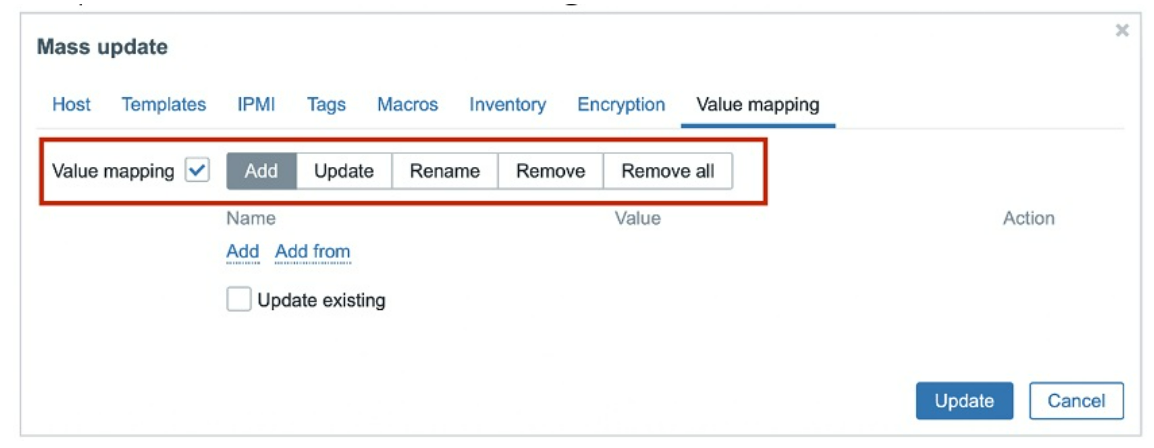 Mass update
Host Templates IPMI Tags Macros Inventory Encryption Value mapping
Value mapping Add Update Rename Remove Remove all
Name Value Action
Add Add from
Update existing
Update Cancel